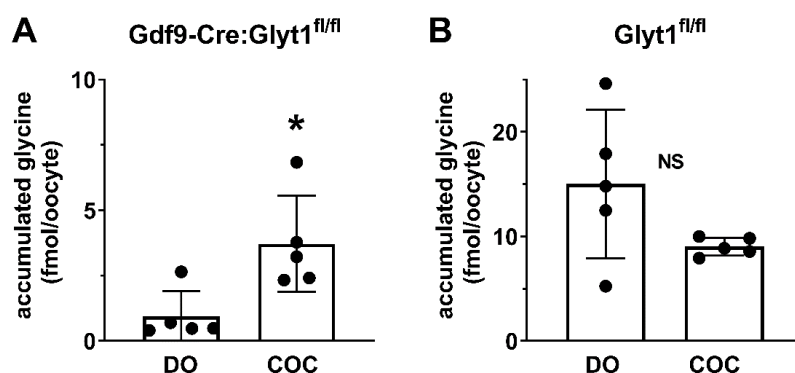 A
Gdf9-Cre:Glyt1fl/fl
accumulated glycine
(fmol/oocyte)
10
5
0
*
DO
COC
B
Glyt1fl/fl
accumulated glycine
(fmol/oocyte)
20
10
0
NS
DO
COC